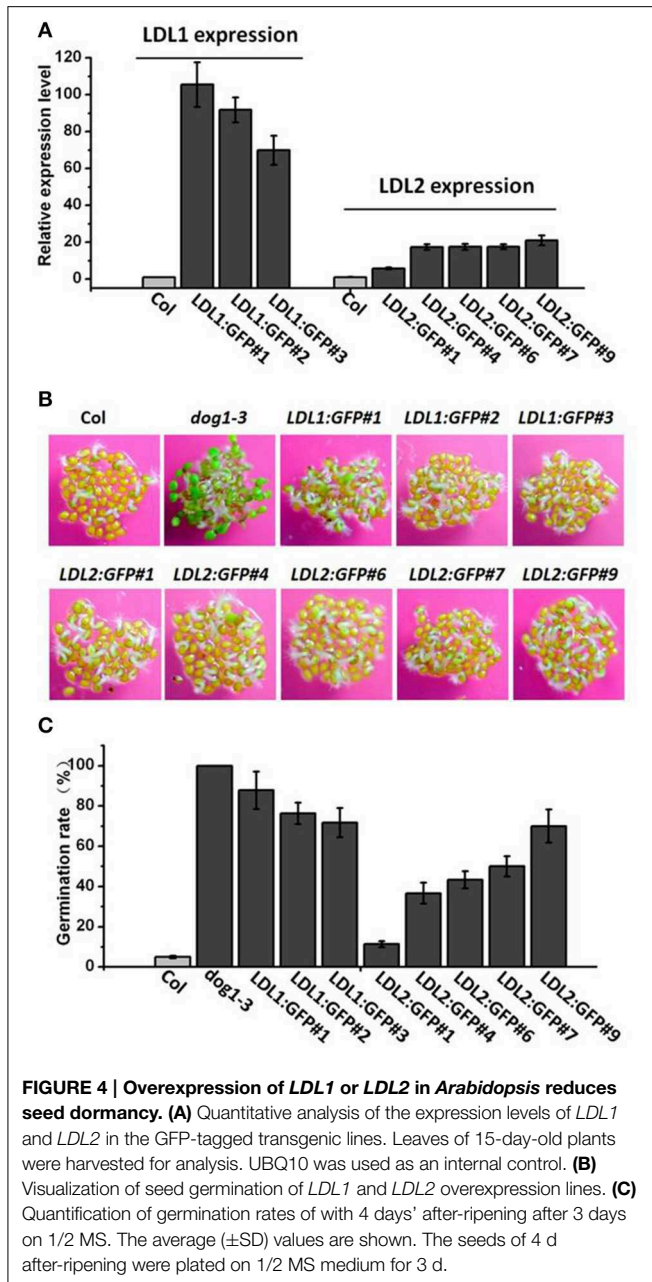 A
LDL1 expression
LDL2 expression
Relative expression level
120
100
80
60
40
20
0
Col
LDL1:GFP#1
LDL1:GFP#2
LDL1:GFP#3
Col
LDL2:GFP#1
LDL2:GFP#4
LDL2:GFP#6
LDL2:GFP#7
LDL2:GFP#9
B
Col dog1-3 LDL1:GFP#1 LDL1:GFP#2 LDL1:GFP#3
LDL2:GFP#1 LDL2:GFP#4 LDL2:GFP#6 LDL2:GFP#7 LDL2:GFP#9
C
Germination rate (%)
100
80
60
40
20
0
Col
dog1-3
LDL1:GFP#1
LDL1:GFP#2
LDL1:GFP#3
LDL2:GFP#1
LDL2:GFP#4
LDL2:GFP#6
LDL2:GFP#7
LDL2:GFP#9
FIGURE 4 | Overexpression of LDL1 or LDL2 in Arabidopsis reduces
seed dormancy. (A) Quantitative analysis of the expression levels of LDL1
and LDL2 in the GFP-tagged transgenic lines. Leaves of 15-day-old plants
were harvested for analysis. UBQ10 was used as an internal control. (B)
Visualization of seed germination of LDL1 and LDL2 overexpression lines. (C)
Quantification of germination rates of with 4 days' after-ripening after 3 days
on 1/2 MS. The average (±SD) values are shown. The seeds of 4 d
after-ripening were plated on 1/2 MS medium for 3 d.